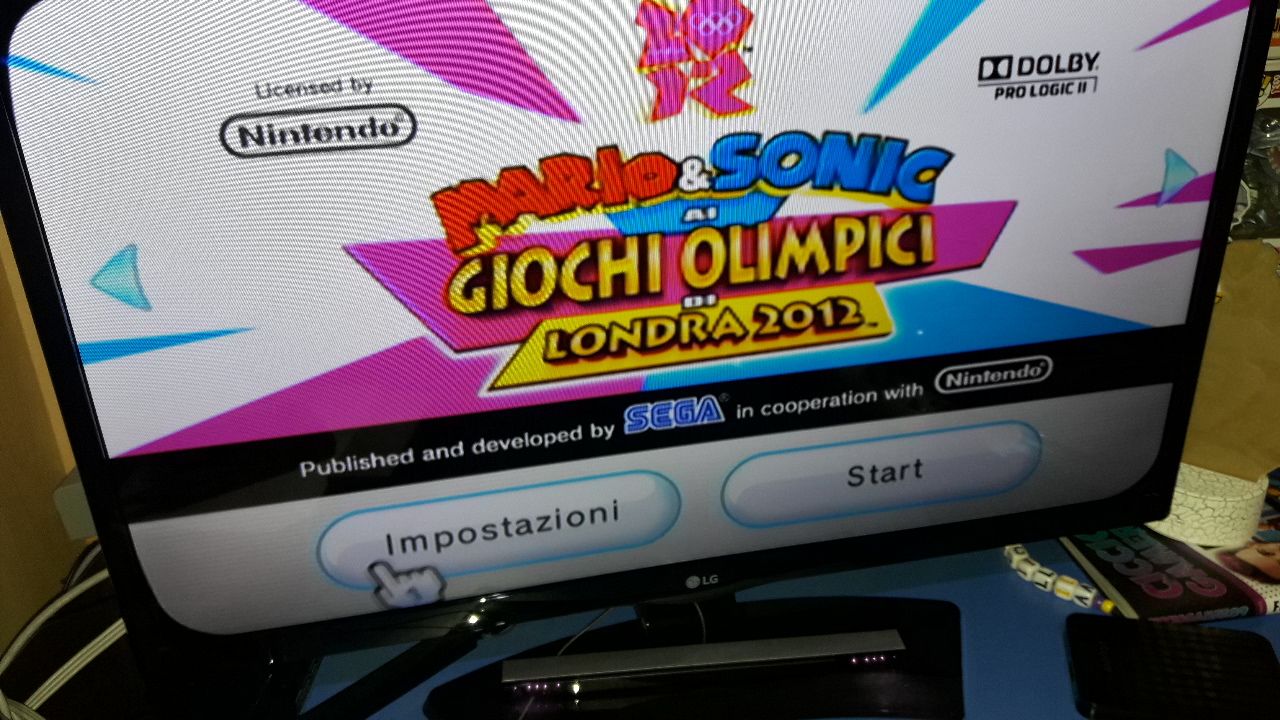 Licensed by
Nintendo®
DOLBY
PRO LOGIC II
MARIO & SONIC
AI
GIOCHI OLIMPICI
DI
LONDRA 2012™
Published and developed by SEGA® in cooperation with Nintendo®
Impostazioni
Start
LG